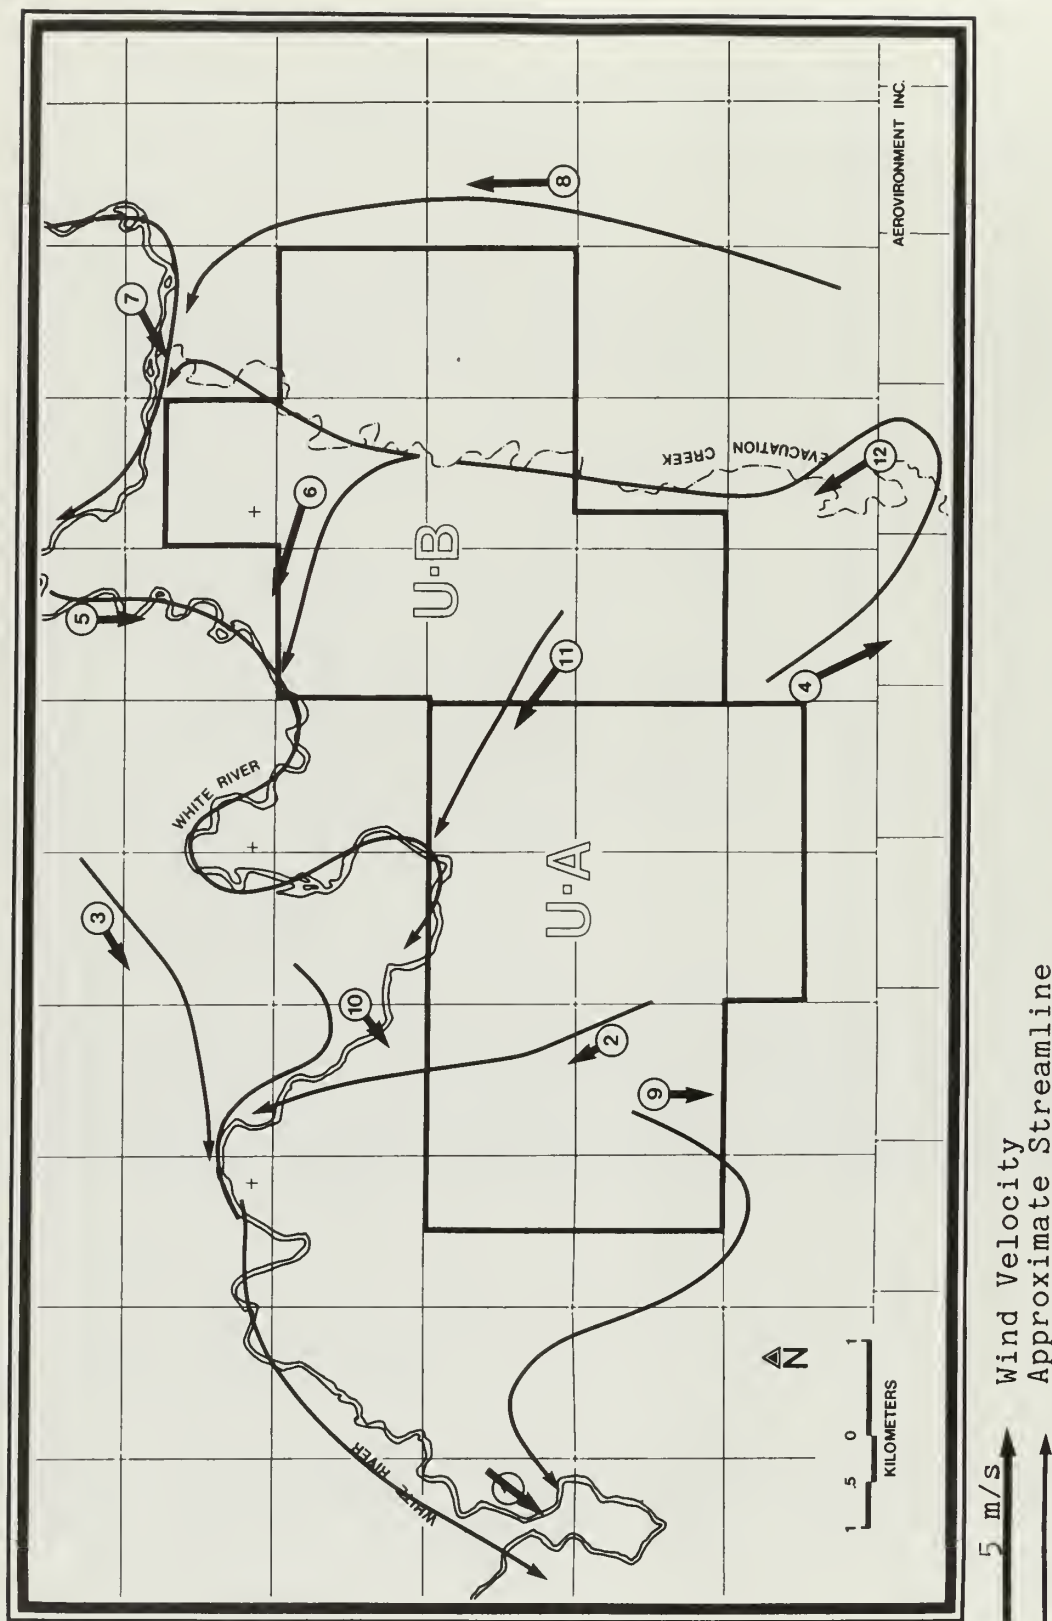 7
8
5
6
3
WHITE RIVER
EVACUATION CREEK
12
U·B
11
4
10
U·A
2
9
WHITE
RIVER
N
1 .5 0 1
KILOMETERS
AEROVIRONMENT INC.
5 m/s Wind Velocity
Approximate Streamline